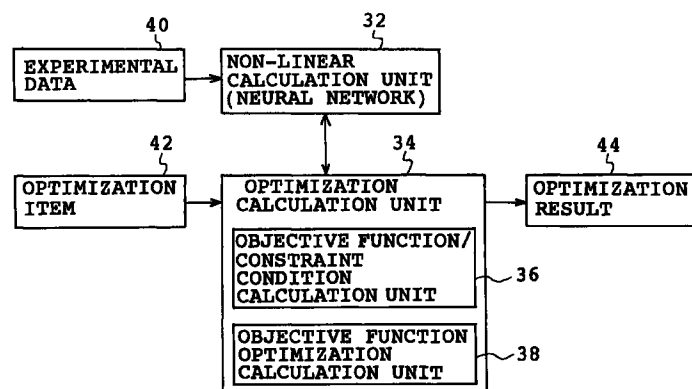 40
32
EXPERIMENTAL
DATA
NON-LINEAR
CALCULATION UNIT
(NEURAL NETWORK)
42
34
44
OPTIMIZATION
ITEM
OPTIMIZATION
CALCULATION UNIT
OPTIMIZATION
RESULT
OBJECTIVE FUNCTION/
CONSTRAINT
CONDITION
CALCULATION UNIT
36
OBJECTIVE FUNCTION
OPTIMIZATION
CALCULATION UNIT
38